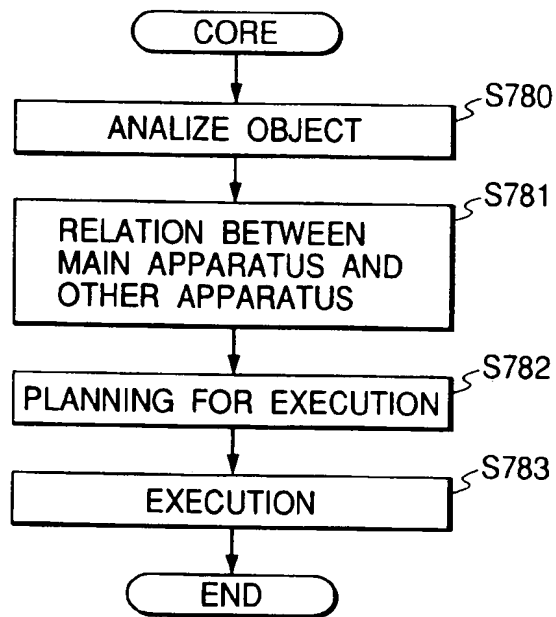 CORE
S780
ANALIZE OBJECT
S781
RELATION BETWEEN
MAIN APPARATUS AND
OTHER APPARATUS
S782
PLANNING FOR EXECUTION
S783
EXECUTION
END